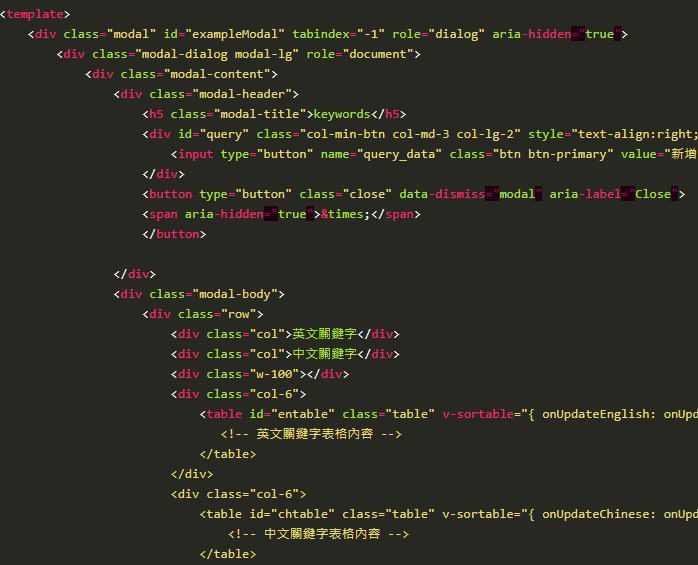 <template>
<div class="modal" id="exampleModal" tabindex="-1" role="dialog" aria-hidden="true">
<div class="modal-dialog modal-lg" role="document">
<div class="modal-content">
<div class="modal-header">
<h5 class="modal-title">keywords</h5>
<div id="query" class="col-min-btn col-md-3 col-lg-2" style="text-align:right;
<input type="button" name="query_data" class="btn btn-primary" value="新增
</div>
<button type="button" class="close" data-dismiss="modal" aria-label="Close">
<span aria-hidden="true">&times;</span>
</button>
</div>
<div class="modal-body">
<div class="row">
<div class="col">英文關鍵字</div>
<div class="col">中文關鍵字</div>
<div class="w-100"></div>
<div class="col-6">
<table id="entable" class="table" v-sortable="{ onUpdateEnglish: onUpd
<!-- 英文關鍵字表格內容 -->
</table>
</div>
<div class="col-6">
<table id="chtable" class="table" v-sortable="{ onUpdateChinese: onUpd
<!-- 中文關鍵字表格內容 -->
</table>